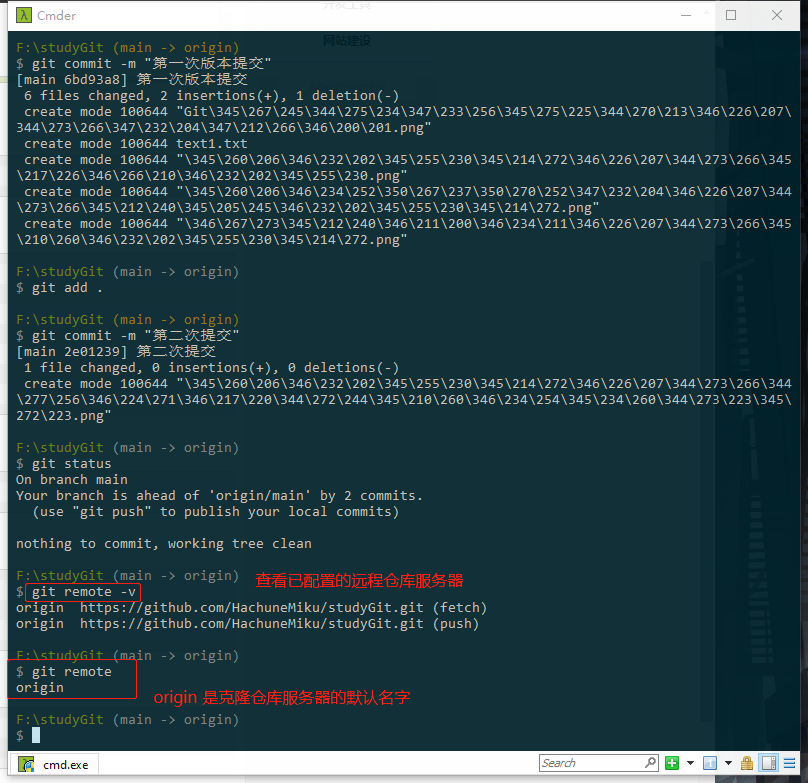 Cmder
F:\studyGit (main -> origin)
$ git commit -m "第一次版本提交"
[main 6bd93a8] 第一次版本提交
 6 files changed, 2 insertions(+), 1 deletion(-)
 create mode 100644 "Git\345\267\245\344\275\234\347\233\256\345\275\225\344\270\213\346\226\207\
344\273\266\347\232\204\347\212\266\346\200\201.png"
 create mode 100644 text1.txt
 create mode 100644 "\345\260\206\346\232\202\345\255\230\345\214\272\346\226\207\344\273\266\345
\217\226\346\266\210\346\232\202\345\255\230.png"
 create mode 100644 "\345\260\206\346\234\252\350\267\237\350\270\252\347\232\204\346\226\207\344
\273\266\345\212\240\345\205\245\346\232\202\345\255\230\345\214\272.png"
 create mode 100644 "\346\267\273\345\212\240\346\211\200\346\234\211\346\226\207\344\273\266\345
\210\260\346\232\202\345\255\230\345\214\272.png"
F:\studyGit (main -> origin)
$ git add .
F:\studyGit (main -> origin)
$ git commit -m "第二次提交"
[main 2e01239] 第二次提交
 1 file changed, 0 insertions(+), 0 deletions(-)
 create mode 100644 "\345\260\206\346\232\202\345\255\230\345\214\272\346\226\207\344\273\266\344
\277\256\346\224\271\346\217\220\344\272\244\345\210\260\346\234\254\345\234\260\344\273\223\345\
272\223.png"
F:\studyGit (main -> origin)
$ git status
On branch main
Your branch is ahead of 'origin/main' by 2 commits.
  (use "git push" to publish your local commits)
nothing to commit, working tree clean
F:\studyGit (main -> origin) 查看已配置的远程仓库服务器
$ git remote -v
origin  https://github.com/HachuneMiku/studyGit.git (fetch)
origin  https://github.com/HachuneMiku/studyGit.git (push)
F:\studyGit (main -> origin)
$ git remote
origin
origin 是克隆仓库服务器的默认名字
F:\studyGit (main -> origin)
$
cmd.exe
Search